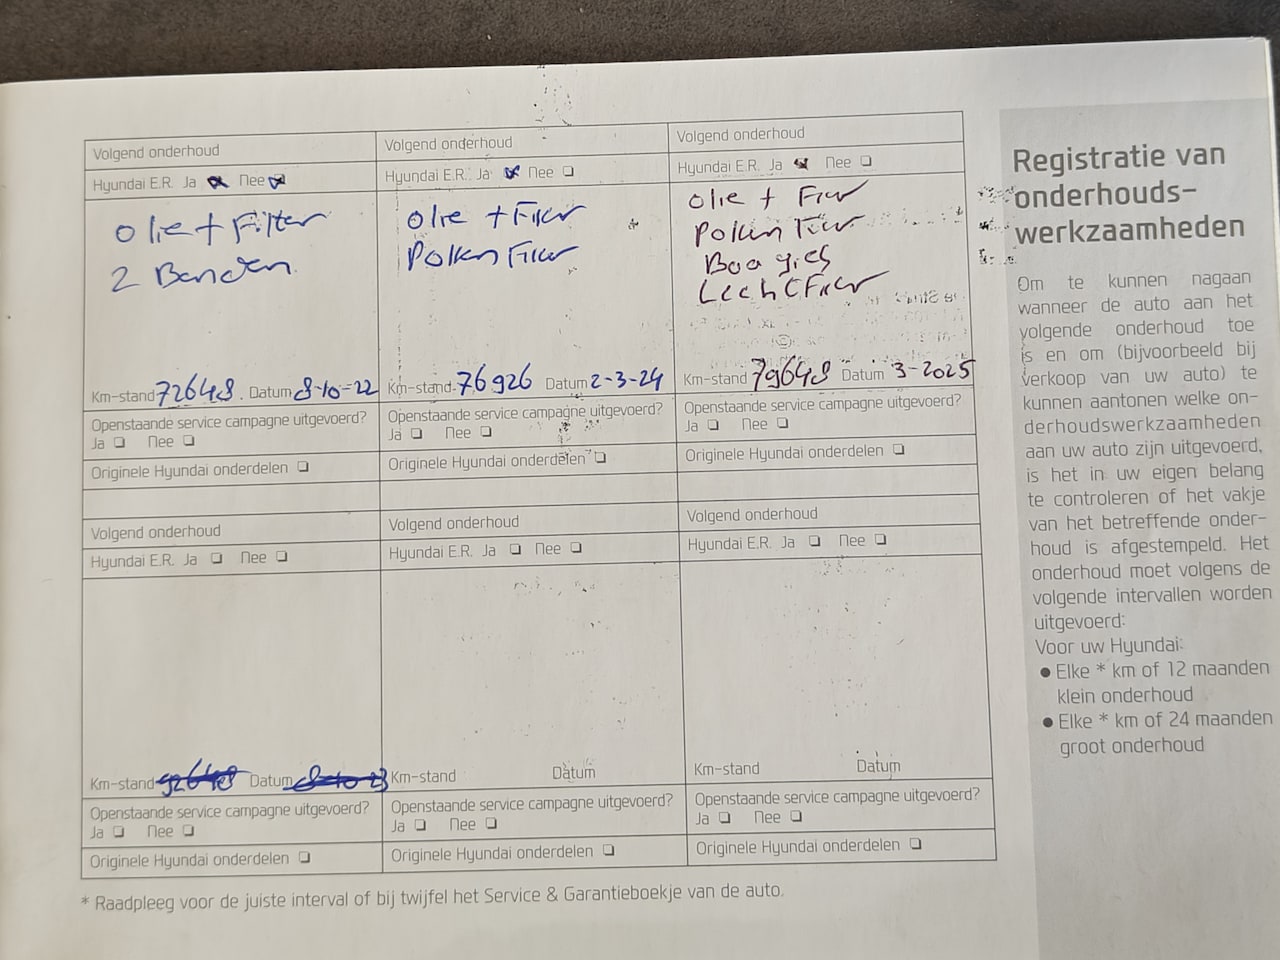 Volgend onderhoud
Hyundai E.R. Ja Nee
Olie + Filter
2 Banden
Km-stand 72648. Datum 8-10-22
Openstaande service campagne uitgevoerd?
Ja ❏ Nee ❏
Originele Hyundai onderdelen ❏
Volgend onderhoud
Hyundai E.R. Ja Nee ❏
Olie + Filter
Pollen Filter
Km-stand 76926 Datum 2-3-24
Openstaande service campagne uitgevoerd?
Ja ❏ Nee ❏
Originele Hyundai onderdelen ❏
Volgend onderhoud
Hyundai E.R. Ja Nee ❏
Olie + Filter
Pollen Filter
Bougies
Lucht Filter
Km-stand 79648 Datum 3-2025
Openstaande service campagne uitgevoerd?
Ja ❏ Nee ❏
Originele Hyundai onderdelen ❏
Volgend onderhoud
Hyundai E.R. Ja ❏ Nee ❏
Km-stand Datum
Openstaande service campagne uitgevoerd?
Ja ❏ Nee ❏
Originele Hyundai onderdelen ❏
Volgend onderhoud
Hyundai E.R. Ja ❏ Nee ❏
Km-stand Datum
Openstaande service campagne uitgevoerd?
Ja ❏ Nee ❏
Originele Hyundai onderdelen ❏
Volgend onderhoud
Hyundai E.R. Ja ❏ Nee ❏
Km-stand Datum
Openstaande service campagne uitgevoerd?
Ja ❏ Nee ❏
Originele Hyundai onderdelen ❏
* Raadpleeg voor de juiste interval of bij twijfel het Service & Garantieboekje van de auto.
Registratie van
onderhouds-
werkzaamheden
Om te kunnen nagaan
wanneer de auto aan het
volgende onderhoud toe
is en om (bijvoorbeeld bij
verkoop van uw auto) te
kunnen aantonen welke on-
derhoudswerkzaamheden
aan uw auto zijn uitgevoerd,
is het in uw eigen belang
te controleren of het vakje
van het betreffende onder-
houd is afgestempeld. Het
onderhoud moet volgens de
volgende intervallen worden
uitgevoerd:
Voor uw Hyundai:
● Elke * km of 12 maanden
klein onderhoud
● Elke * km of 24 maanden
groot onderhoud